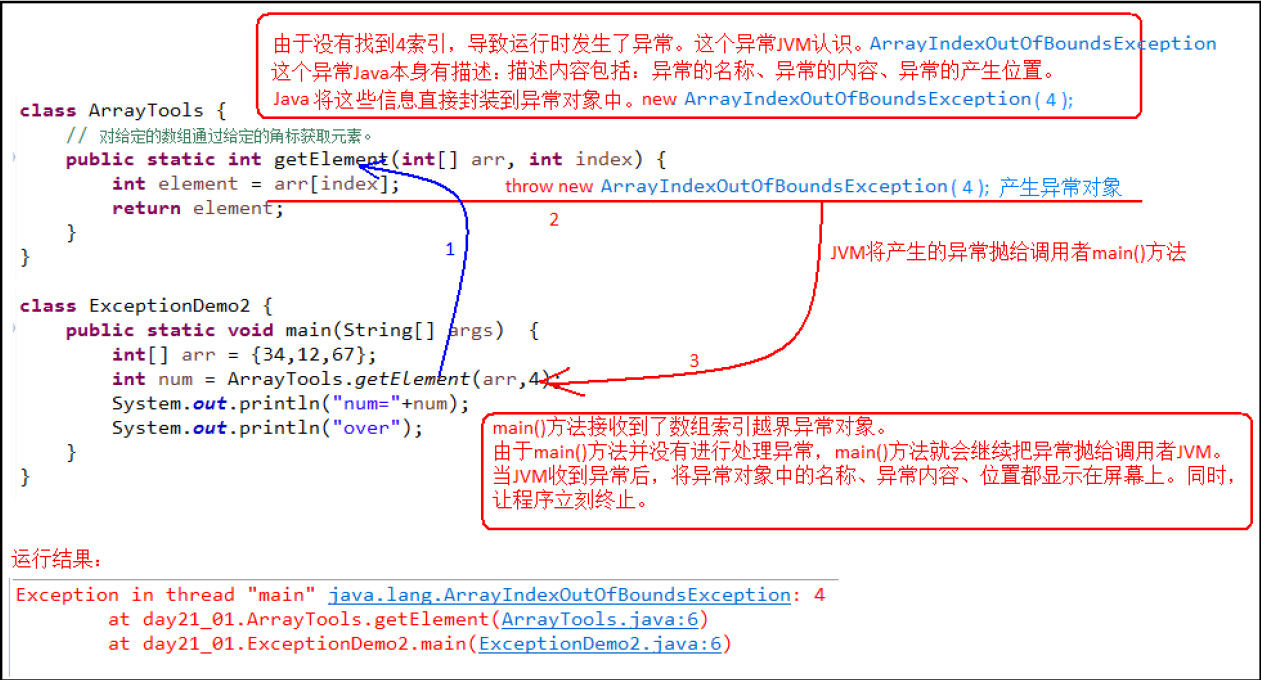 由于没有找到4索引，导致运行时发生了异常。这个异常JVM认识。ArrayIndexOutOfBoundsException
这个异常Java本身有描述：描述内容包括：异常的名称、异常的内容、异常的产生位置。
Java 将这些信息直接封装到异常对象中。new ArrayIndexOutOfBoundsException( 4 );
class ArrayTools {
// 对给定的数组通过给定的角标获取元素。
public static int getElement(int[] arr, int index) {
int element = arr[index];
throw new ArrayIndexOutOfBoundsException( 4 ); 产生异常对象
return element;
2
}
1
JVM将产生的异常抛给调用者main()方法
}
class ExceptionDemo2 {
public static void main(String[] args) {
int[] arr = {34,12,67};
3
int num = ArrayTools.getElement(arr,4);
System.out.println("num="+num);
System.out.println("over");
}
}
main()方法接收到了数组索引越界异常对象。
由于main()方法并没有进行处理异常，main()方法就会继续把异常抛给调用者JVM。
当JVM收到异常后，将异常对象中的名称、异常内容、位置都显示在屏幕上。同时，
让程序立刻终止。
运行结果：
Exception in thread "main" java.lang.ArrayIndexOutOfBoundsException: 4
at day21_01.ArrayTools.getElement(ArrayTools.java:6)
at day21_01.ExceptionDemo2.main(ExceptionDemo2.java:6)